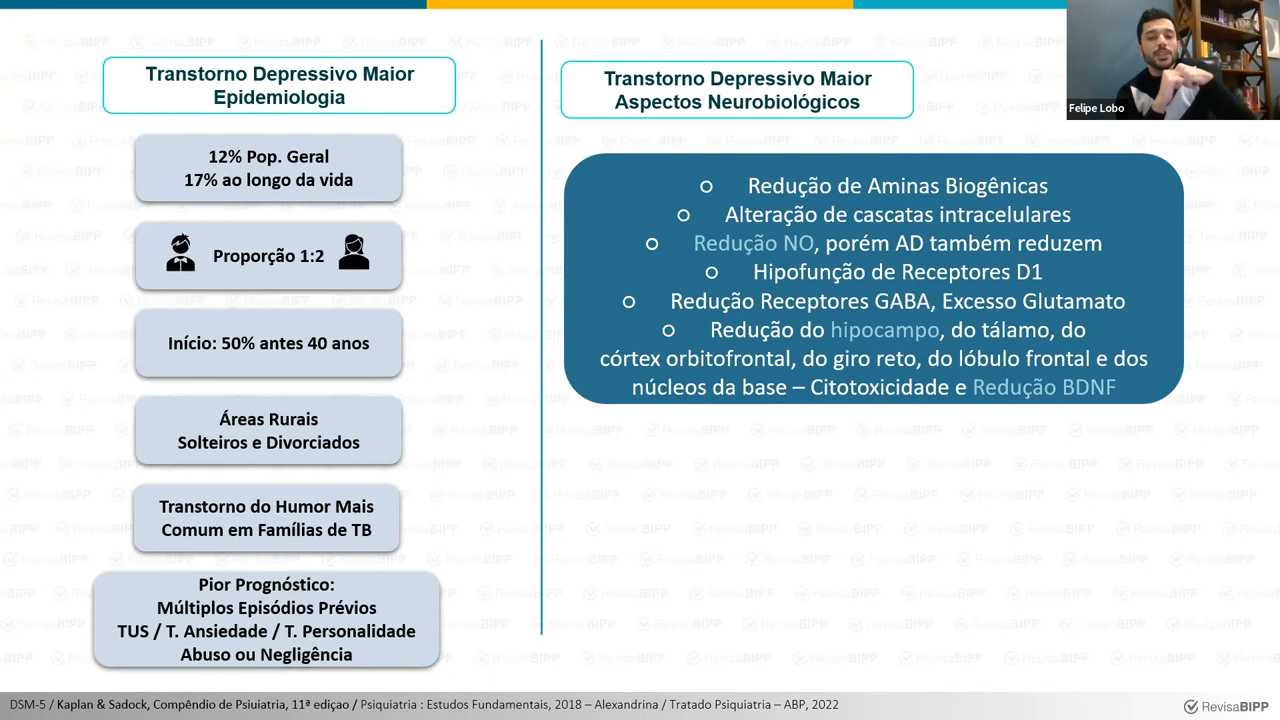 Transtorno Depressivo Maior
Epidemiologia
12% Pop. Geral
17% ao longo da vida
Proporção 1:2
Início: 50% antes 40 anos
Áreas Rurais
Solteiros e Divorciados
Transtorno do Humor Mais
Comum em Famílias de TB
Pior Prognóstico:
Múltiplos Episódios Prévios
TUS / T. Ansiedade / T. Personalidade
Abuso ou Negligência
Transtorno Depressivo Maior
Aspectos Neurobiológicos
Redução de Aminas Biogênicas
Alteração de cascatas intracelulares
Redução NO, porém AD também reduzem
Hipofunção de Receptores D1
Redução Receptores GABA, Excesso Glutamato
Redução do hipocampo, do tálamo, do
córtex orbitofrontal, do giro reto, do lóbulo frontal e dos
núcleos da base – Citotoxicidade e Redução BDNF
Felipe Lobo
DSM-5 / Kaplan & Sadock, Compêndio de Psiuiatria, 11ª ediçao / Psiquiatria : Estudos Fundamentais, 2018 – Alexandrina / Tratado Psiquiatria – ABP, 2022
RevisaBIPP